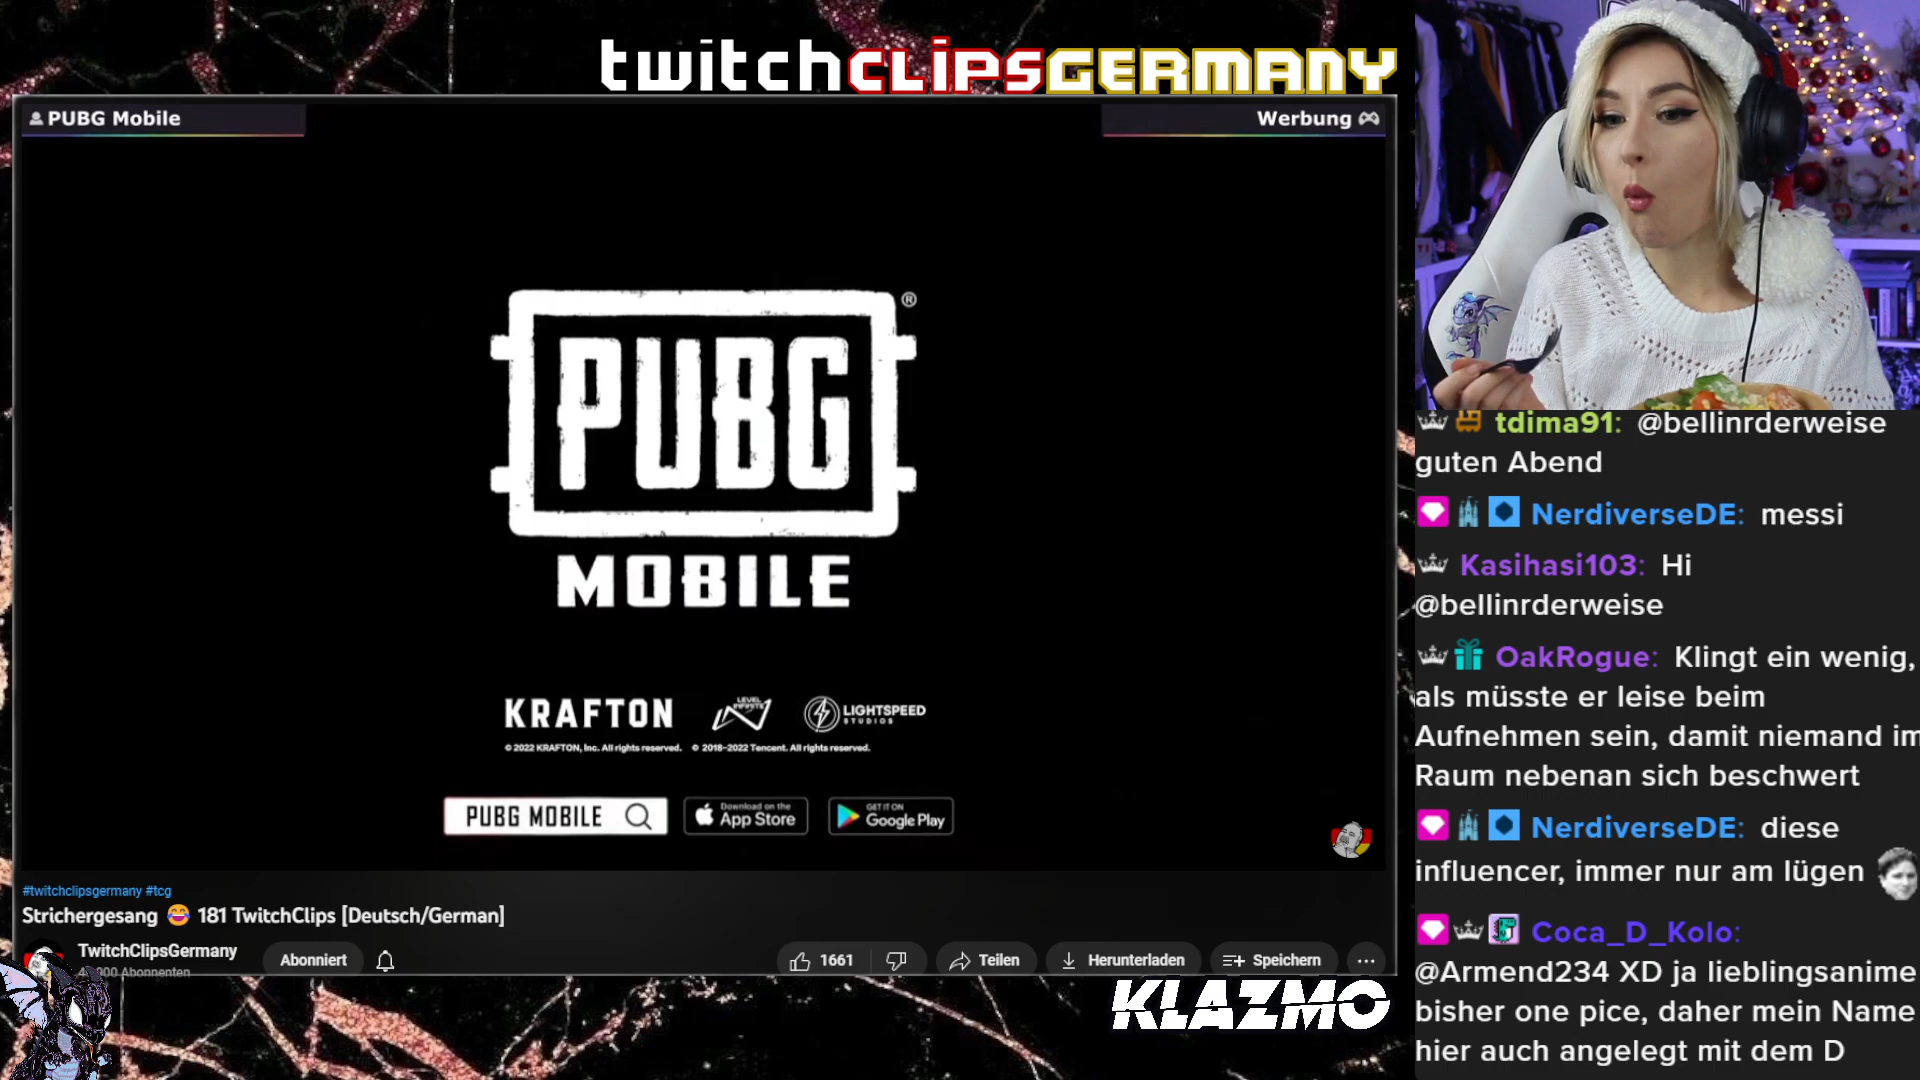 twitchCLIPSGERMANY
PUBG Mobile
Werbung
PUBG
®
MOBILE
KRAFTON
LEVEL INFINITE
LIGHTSPEED
STUDIOS
© 2022 KRAFTON, Inc. All rights reserved. © 2018-2022 Tencent. All rights reserved.
PUBG MOBILE
Download on the
App Store
GET IT ON
Google Play
#twitchclipsgermany #tcg
Strichergesang 😂 181 TwitchClips [Deutsch/German]
TwitchClipsGermany
Abonnenten
Abonniert
1661
Teilen
Herunterladen
Speichern
KLAZMO
tdima91: @bellinrderweise
guten Abend
NerdiverseDE: messi
Kasihasi103: Hi
@bellinrderweise
OakRogue: Klingt ein wenig,
als müsste er leise beim
Aufnehmen sein, damit niemand im
Raum nebenan sich beschwert
NerdiverseDE: diese
influencer, immer nur am lügen
Coca_D_Kolo:
@Armend234 XD ja lieblingsanime
bisher one pice, daher mein Name
hier auch angelegt mit dem D